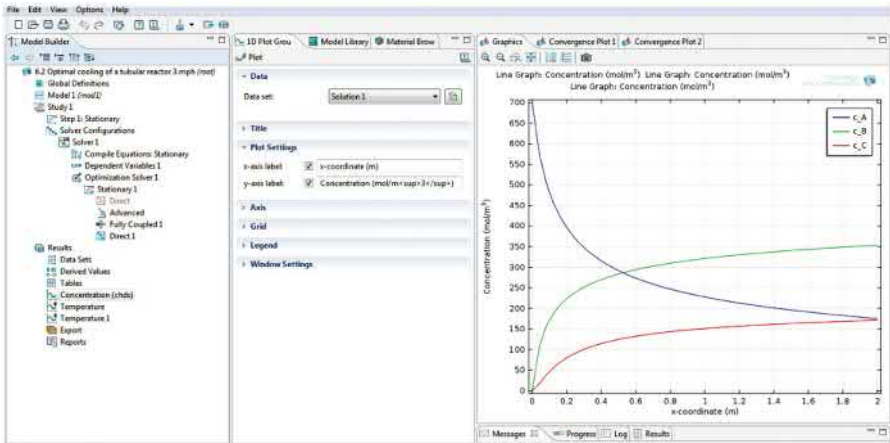 File Edit View Options Help
Model Builder
6.2 Optimal cooling of a tubular reactor 3.mph (root)
Global Definitions
Model 1 (mod1)
Study 1
Step 1: Stationary
Solver Configurations
Solver 1
Compile Equations: Stationary
Dependent Variables 1
Optimization Solver 1
Stationary 1
Direct
Advanced
Fully Coupled 1
Direct 1
Results
Data Sets
Derived Values
Tables
Concentration (chds)
Temperature
Temperature 1
Export
Reports
1D Plot Grou
Model Library
Material Brow
Plot
Data
Data set:
Solution 1
Title
Plot Settings
x-axis label:
x-coordinate (m)
y-axis label:
Concentration (mol/m<sup>3</sup>)
Axis
Grid
Legend
Window Settings
Graphics
Convergence Plot 1
Convergence Plot 2
Line Graph: Concentration (mol/m³) Line Graph: Concentration (mol/m³)
Line Graph: Concentration (mol/m³)
700
650
600
550
500
450
400
350
300
250
200
150
100
50
0
Concentration (mol/m³)
c_A
c_B
c_C
0 0.2 0.4 0.6 0.8 1 1.2 1.4 1.6 1.8 2
x-coordinate (m)
Messages
Progress
Log
Results